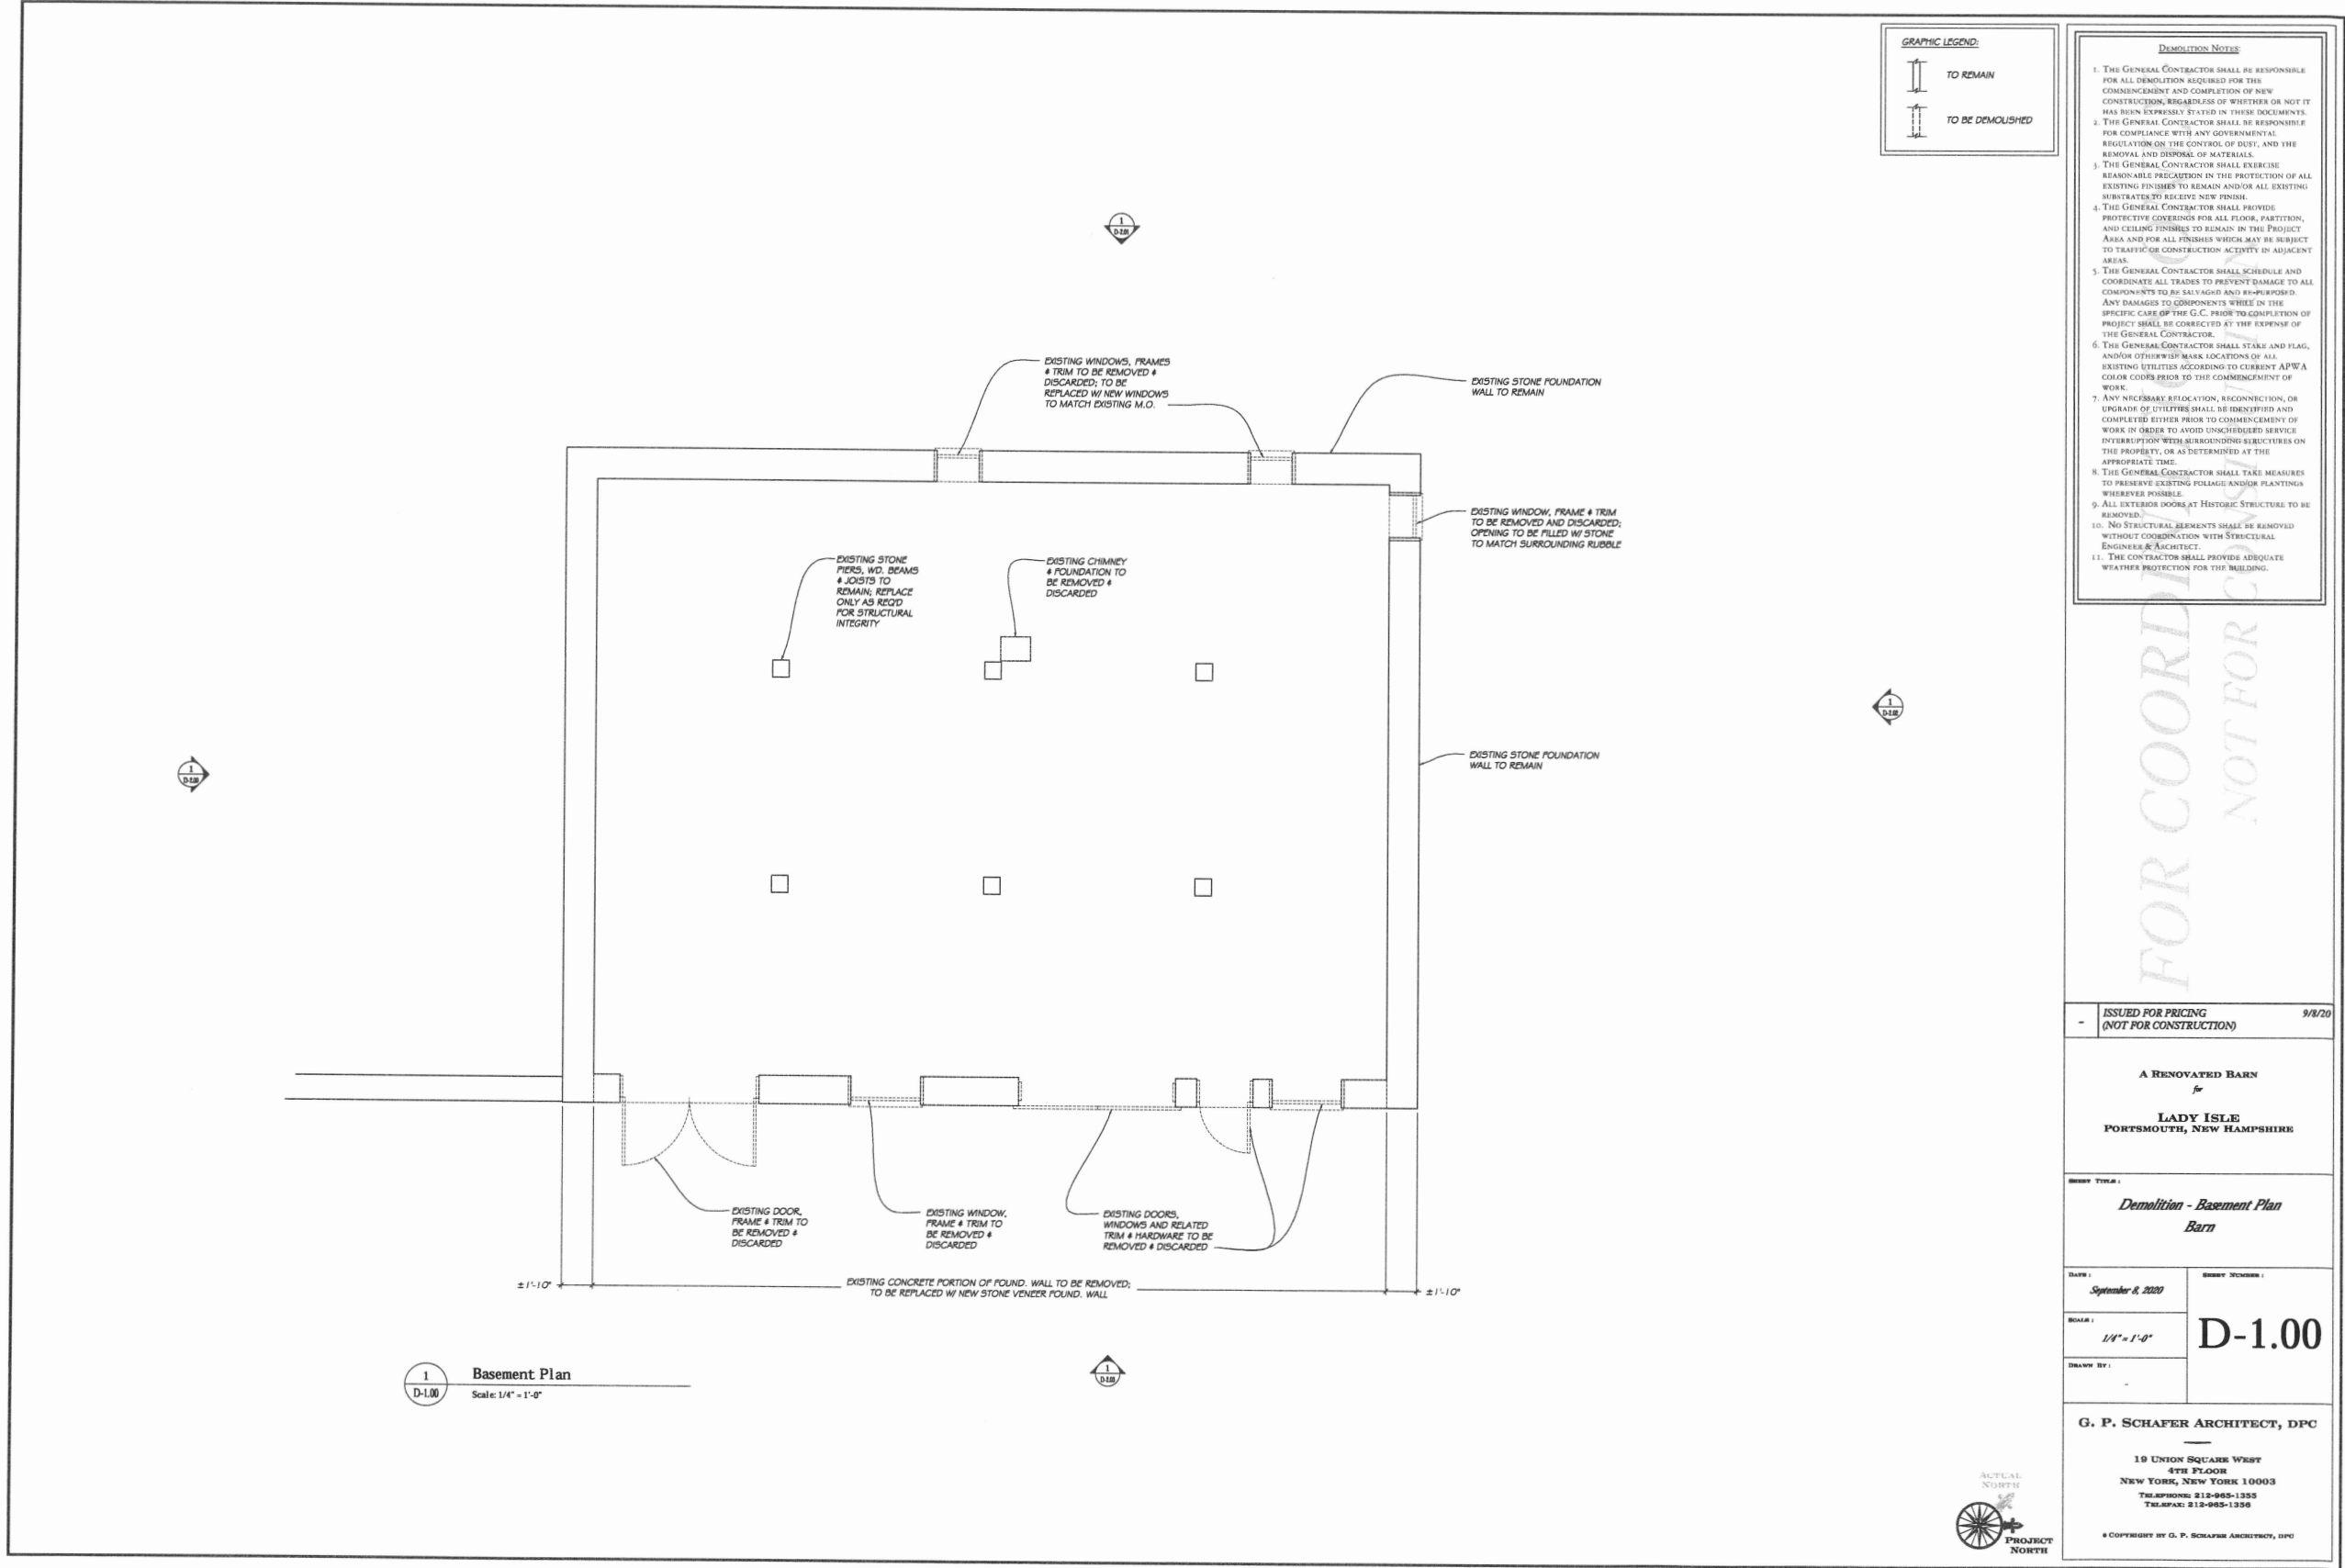 GRAPHIC LEGEND:
TO REMAIN
TO BE DEMOLISHED
DEMOLITION NOTES:
1. THE GENERAL CONTRACTOR SHALL BE RESPONSIBLE
FOR ALL DEMOLITION REQUIRED FOR THE
COMMENCEMENT AND COMPLETION OF NEW
CONSTRUCTION, REGARDLESS OF WHETHER OR NOT IT
HAS BEEN EXPRESSLY STATED IN THESE DOCUMENTS.
2. THE GENERAL CONTRACTOR SHALL BE RESPONSIBLE
FOR COMPLIANCE WITH ANY GOVERNMENTAL
REGULATION ON THE CONTROL OF DUST, AND THE
REMOVAL AND DISPOSAL OF MATERIALS.
3. THE GENERAL CONTRACTOR SHALL EXERCISE
REASONABLE PRECAUTION IN THE PROTECTION OF ALL
EXISTING FINISHES TO REMAIN AND/OR ALL EXISTING
SUBSTRATES TO RECEIVE NEW FINISH.
4. THE GENERAL CONTRACTOR SHALL PROVIDE
PROTECTIVE COVERINGS FOR ALL FLOOR, PARTITION,
AND CEILING FINISHES TO REMAIN IN THE PROJECT
AREA AND FOR ALL FINISHES WHICH MAY BE SUBJECT
TO TRAFFIC OR CONSTRUCTION ACTIVITY IN ADJACENT
AREAS.
5. THE GENERAL CONTRACTOR SHALL SCHEDULE AND
COORDINATE ALL TRADES TO PREVENT DAMAGE TO ALL
COMPONENTS TO BE SALVAGED AND RE-PURPOSED.
ANY DAMAGES TO COMPONENTS WHILE IN THE
SPECIFIC CARE OF THE G.C. PRIOR TO COMPLETION OF
PROJECT SHALL BE CORRECTED AT THE EXPENSE OF
THE GENERAL CONTRACTOR.
6. THE GENERAL CONTRACTOR SHALL STAKE AND FLAG,
AND/OR OTHERWISE MARK LOCATIONS OF ALL
EXISTING UTILITIES ACCORDING TO CURRENT APWA
COLOR CODES PRIOR TO THE COMMENCEMENT OF
WORK.
7. ANY NECESSARY RELOCATION, RECONNECTION, OR
UPGRADE OF UTILITIES SHALL BE IDENTIFIED AND
COMPLETED EITHER PRIOR TO COMMENCEMENT OF
WORK IN ORDER TO AVOID UNSCHEDULED SERVICE
INTERRUPTION WITH SURROUNDING STRUCTURES ON
THE PROPERTY, OR AS DETERMINED AT THE
APPROPRIATE TIME.
8. THE GENERAL CONTRACTOR SHALL TAKE MEASURES
TO PRESERVE EXISTING FOLIAGE AND/OR PLANTINGS
WHEREVER POSSIBLE.
9. ALL EXTERIOR DOORS AT HISTORIC STRUCTURE TO BE
REMOVED.
10. NO STRUCTURAL ELEMENTS SHALL BE REMOVED
WITHOUT COORDINATION WITH STRUCTURAL
ENGINEER & ARCHITECT.
11. THE CONTRACTOR SHALL PROVIDE ADEQUATE
WEATHER PROTECTION FOR THE BUILDING.
1
D-2.01
EXISTING WINDOWS, FRAMES
& TRIM TO BE REMOVED &
DISCARDED; TO BE
REPLACED W/ NEW WINDOWS
TO MATCH EXISTING M.O.
EXISTING STONE FOUNDATION
WALL TO REMAIN
EXISTING WINDOW, FRAME & TRIM
TO BE REMOVED AND DISCARDED;
OPENING TO BE FILLED W/ STONE
TO MATCH SURROUNDING RUBBLE
EXISTING STONE
PIERS, WD. BEAMS
& JOISTS TO
REMAIN; REPLACE
ONLY AS REQ'D
FOR STRUCTURAL
INTEGRITY
EXISTING CHIMNEY
& FOUNDATION TO
BE REMOVED &
DISCARDED
1
1
EXISTING STONE FOUNDATION
WALL TO REMAIN
EXISTING DOOR,
FRAME & TRIM TO
BE REMOVED &
DISCARDED
EXISTING WINDOW,
FRAME & TRIM TO
BE REMOVED &
DISCARDED
EXISTING DOORS,
WINDOWS AND RELATED
TRIM & HARDWARE TO BE
REMOVED & DISCARDED
±1'-10"
EXISTING CONCRETE PORTION OF FOUND. WALL TO BE REMOVED;
TO BE REPLACED W/ NEW STONE VENEER FOUND. WALL
±1'-10"
1
1
D-1.00
Basement Plan
Scale: 1/4" = 1'-0"
FOR COORDI
NOT FOR CONS
- ISSUED FOR PRICING 9/8/20
(NOT FOR CONSTRUCTION)
A RENOVATED BARN
for
LADY ISLE
PORTSMOUTH, NEW HAMPSHIRE
SHEET TITLE:
Demolition - Basement Plan
Barn
DATE:
September 8, 2020
SHEET NUMBER:
D-1.00
SCALE:
1/4" = 1'-0"
DRAWN BY:
-
G. P. SCHAFER ARCHITECT, DPC
19 UNION SQUARE WEST
4TH FLOOR
NEW YORK, NEW YORK 10003
TELEPHONE: 212-965-1355
TELEFAX: 212-965-1356
© COPYRIGHT BY G. P. SCHAFER ARCHITECT, DPC
ACTUAL
NORTH
PROJECT
NORTH